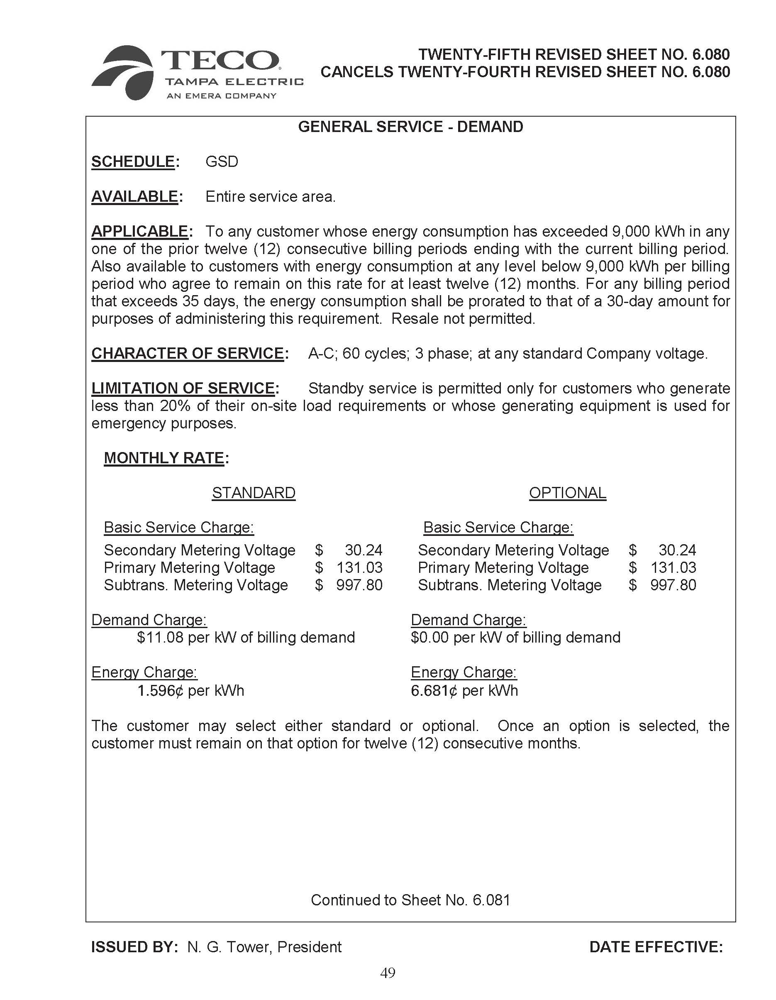 TECO®
TAMPA ELECTRIC
AN EMERA COMPANY
TWENTY-FIFTH REVISED SHEET NO. 6.080
CANCELS TWENTY-FOURTH REVISED SHEET NO. 6.080
GENERAL SERVICE - DEMAND
SCHEDULE: GSD
AVAILABLE: Entire service area.
APPLICABLE: To any customer whose energy consumption has exceeded 9,000 kWh in any
one of the prior twelve (12) consecutive billing periods ending with the current billing period.
Also available to customers with energy consumption at any level below 9,000 kWh per billing
period who agree to remain on this rate for at least twelve (12) months. For any billing period
that exceeds 35 days, the energy consumption shall be prorated to that of a 30-day amount for
purposes of administering this requirement. Resale not permitted.
CHARACTER OF SERVICE: A-C; 60 cycles; 3 phase; at any standard Company voltage.
LIMITATION OF SERVICE: Standby service is permitted only for customers who generate
less than 20% of their on-site load requirements or whose generating equipment is used for
emergency purposes.
MONTHLY RATE:
STANDARD OPTIONAL
Basic Service Charge: Basic Service Charge:
Secondary Metering Voltage $ 30.24 Secondary Metering Voltage $ 30.24
Primary Metering Voltage $ 131.03 Primary Metering Voltage $ 131.03
Subtrans. Metering Voltage $ 997.80 Subtrans. Metering Voltage $ 997.80
Demand Charge: Demand Charge:
$11.08 per kW of billing demand $0.00 per kW of billing demand
Energy Charge: Energy Charge:
1.596¢ per kWh 6.681¢ per kWh
The customer may select either standard or optional. Once an option is selected, the
customer must remain on that option for twelve (12) consecutive months.
Continued to Sheet No. 6.081
ISSUED BY: N. G. Tower, President DATE EFFECTIVE:
49